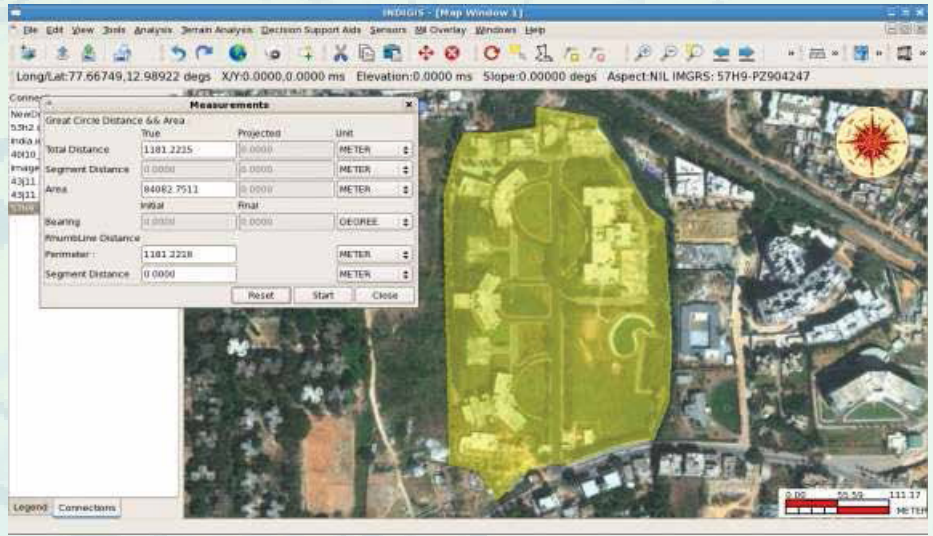 INDIGIS - [Map Window 1]
File Edit View Tools Analysis Terrain Analysis Decision Support Aids Sensors Mil Overlay Windows Help
Long/Lat:77.66749,12.98922 degs X/Y:0.0000,0.0000 ms Elevation:0.0000 ms Slope:0.00000 degs Aspect:NIL IMGRS: 57H9-PZ904247
Measurements
Great Circle Distance && Area
True Projected Unit
Total Distance 1181.2215 0.0000 METER
Segment Distance 0.0000 0.0000 METER
Area 84082.7511 0.0000 METER
Initial Final
Bearing 0.0000 0.0000 DEGREE
RhumbLine Distance
Perimeter : 1181.2218 METER
Segment Distance 0.0000 METER
Reset Start Close
Legend Connections
0.00 55.59 111.17
METER